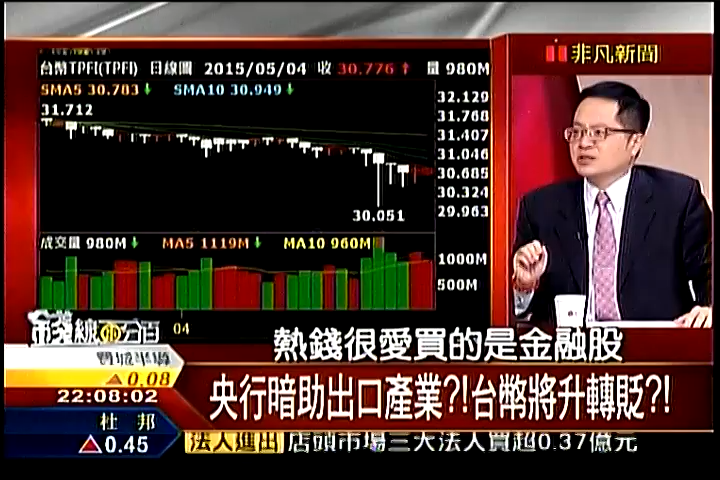 台幣TPFI(TPFI) 日線圖 2015/05/04 收 30.776↑ 量 980M
SMA5 30.783↓ SMA10 30.949↓
31.712
32.129
31.768
31.407
31.046
30.685
30.324
29.963
30.051
成交量 980M↓ MA5 1119M↓ MA10 960M
1000M
500M
04
非凡新聞
熱錢很愛買的是金融股
▲0.08
22:08:02
央行暗助出口產業?!台幣將升轉貶?!
杜邦
▲0.45
法人進出 店頭市場三大法人買超0.37億元